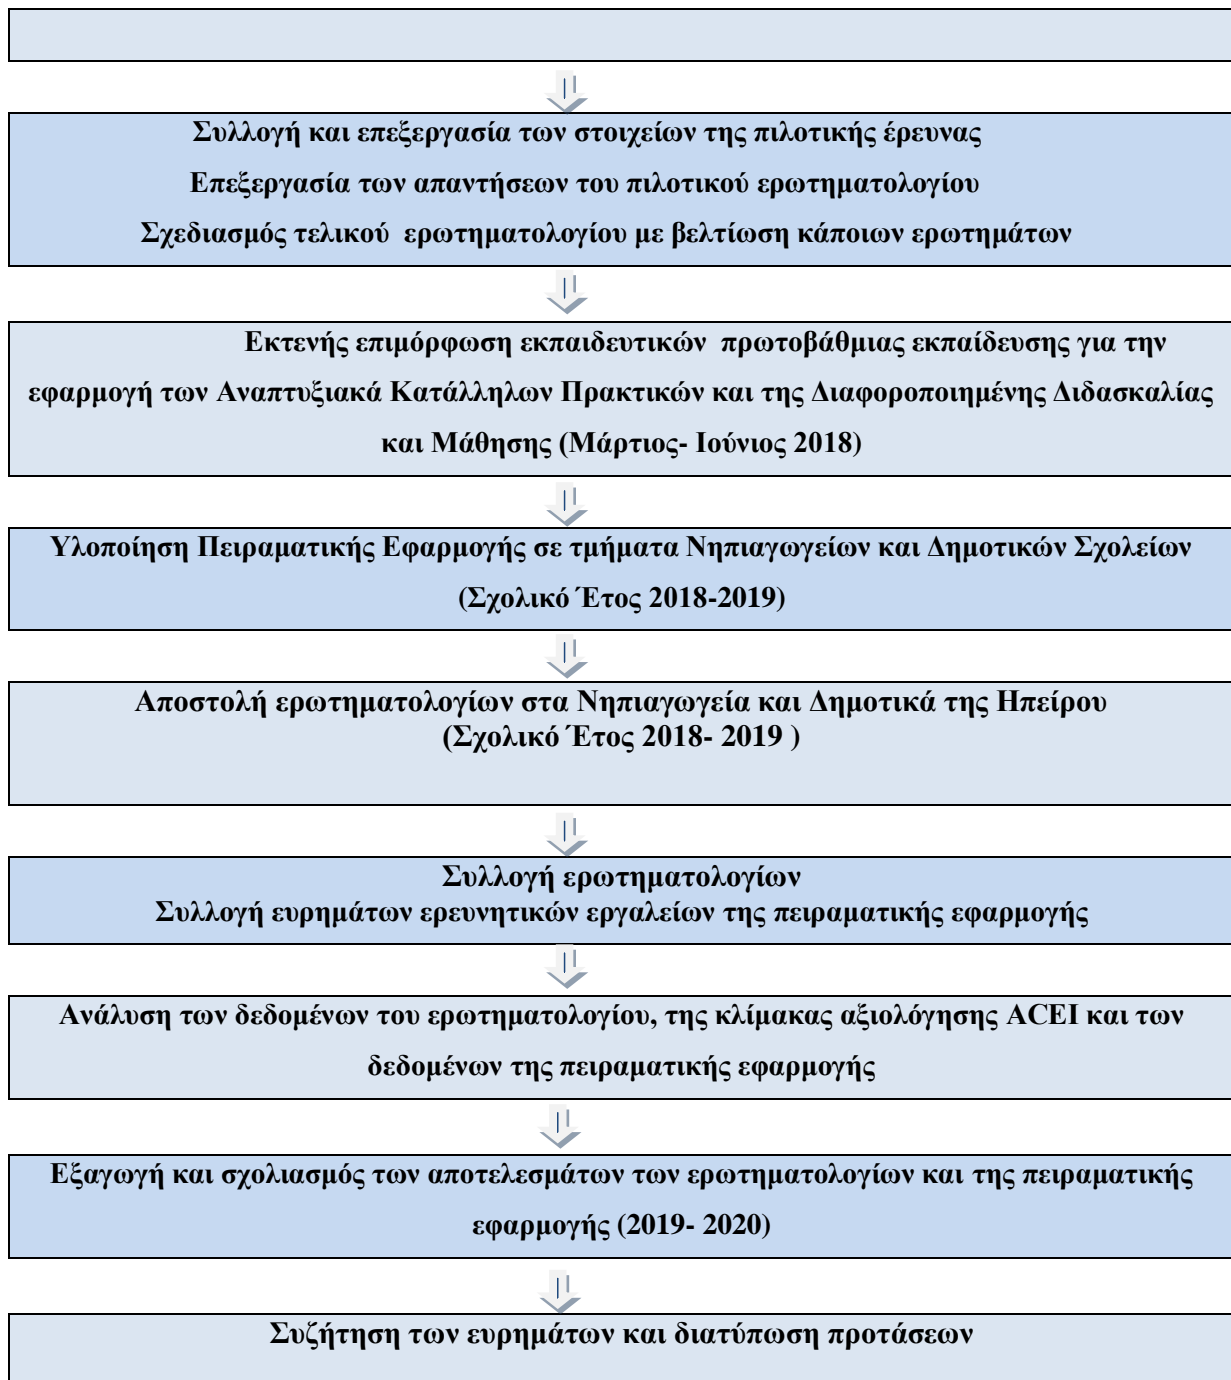 Συλλογή και επεξεργασία των στοιχείων της πιλοτικής έρευνας
Επεξεργασία των απαντήσεων του πιλοτικού ερωτηματολογίου
Σχεδιασμός τελικού ερωτηματολογίου με βελτίωση κάποιων ερωτημάτων
Εκτενής επιμόρφωση εκπαιδευτικών πρωτοβάθμιας εκπαίδευσης για την
εφαρμογή των Αναπτυξιακά Κατάλληλων Πρακτικών και της Διαφοροποιημένης Διδασκαλίας
και Μάθησης (Μάρτιος- Ιούνιος 2018)
Υλοποίηση Πειραματικής Εφαρμογής σε τμήματα Νηπιαγωγείων και Δημοτικών Σχολείων
(Σχολικό Έτος 2018-2019)
Αποστολή ερωτηματολογίων στα Νηπιαγωγεία και Δημοτικά της Ηπείρου
(Σχολικό Έτος 2018- 2019 )
Συλλογή ερωτηματολογίων
Συλλογή ευρημάτων ερευνητικών εργαλείων της πειραματικής εφαρμογής
Ανάλυση των δεδομένων του ερωτηματολογίου, της κλίμακας αξιολόγησης ACEI και των
δεδομένων της πειραματικής εφαρμογής
Εξαγωγή και σχολιασμός των αποτελεσμάτων των ερωτηματολογίων και της πειραματικής
εφαρμογής (2019- 2020)
Συζήτηση των ευρημάτων και διατύπωση προτάσεων